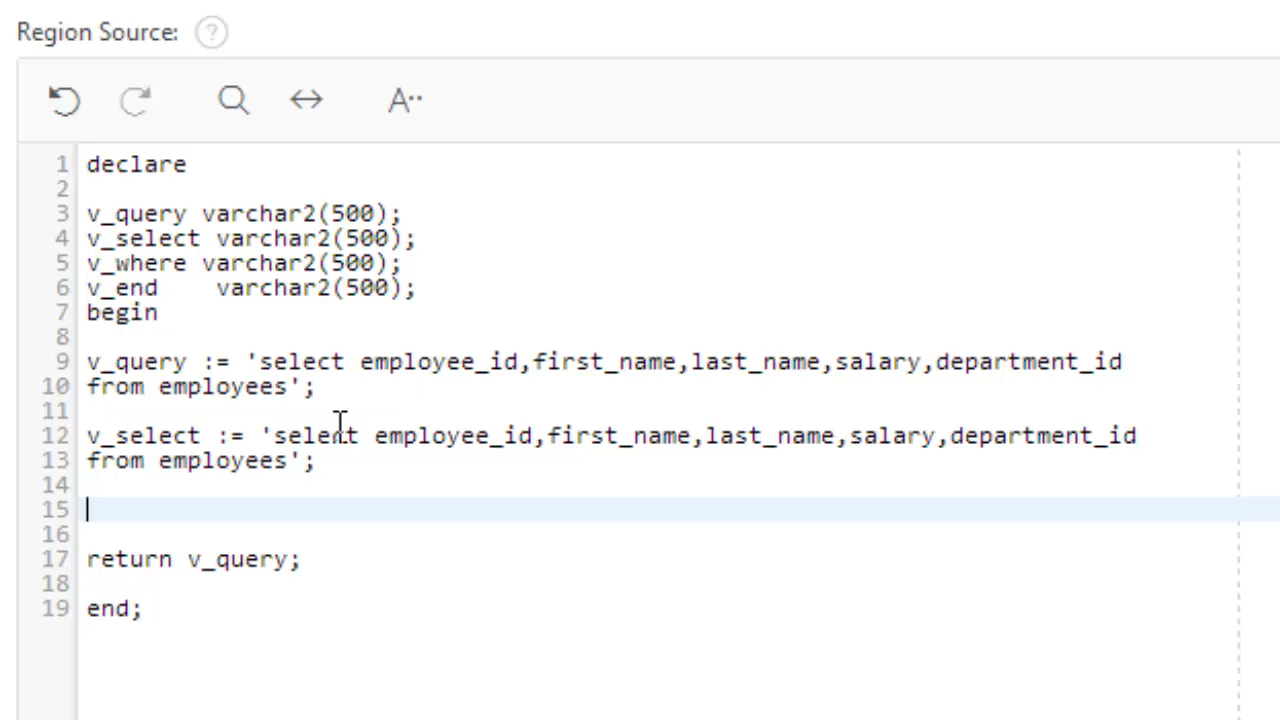 Region Source: ?
A··
1 declare
2
3 v_query varchar2(500);
4 v_select varchar2(500);
5 v_where varchar2(500);
6 v_end    varchar2(500);
7 begin
8
9 v_query := 'select employee_id,first_name,last_name,salary,department_id
10 from employees';
11
12 v_select := 'select employee_id,first_name,last_name,salary,department_id
13 from employees';
14
15
16
17 return v_query;
18
19 end;